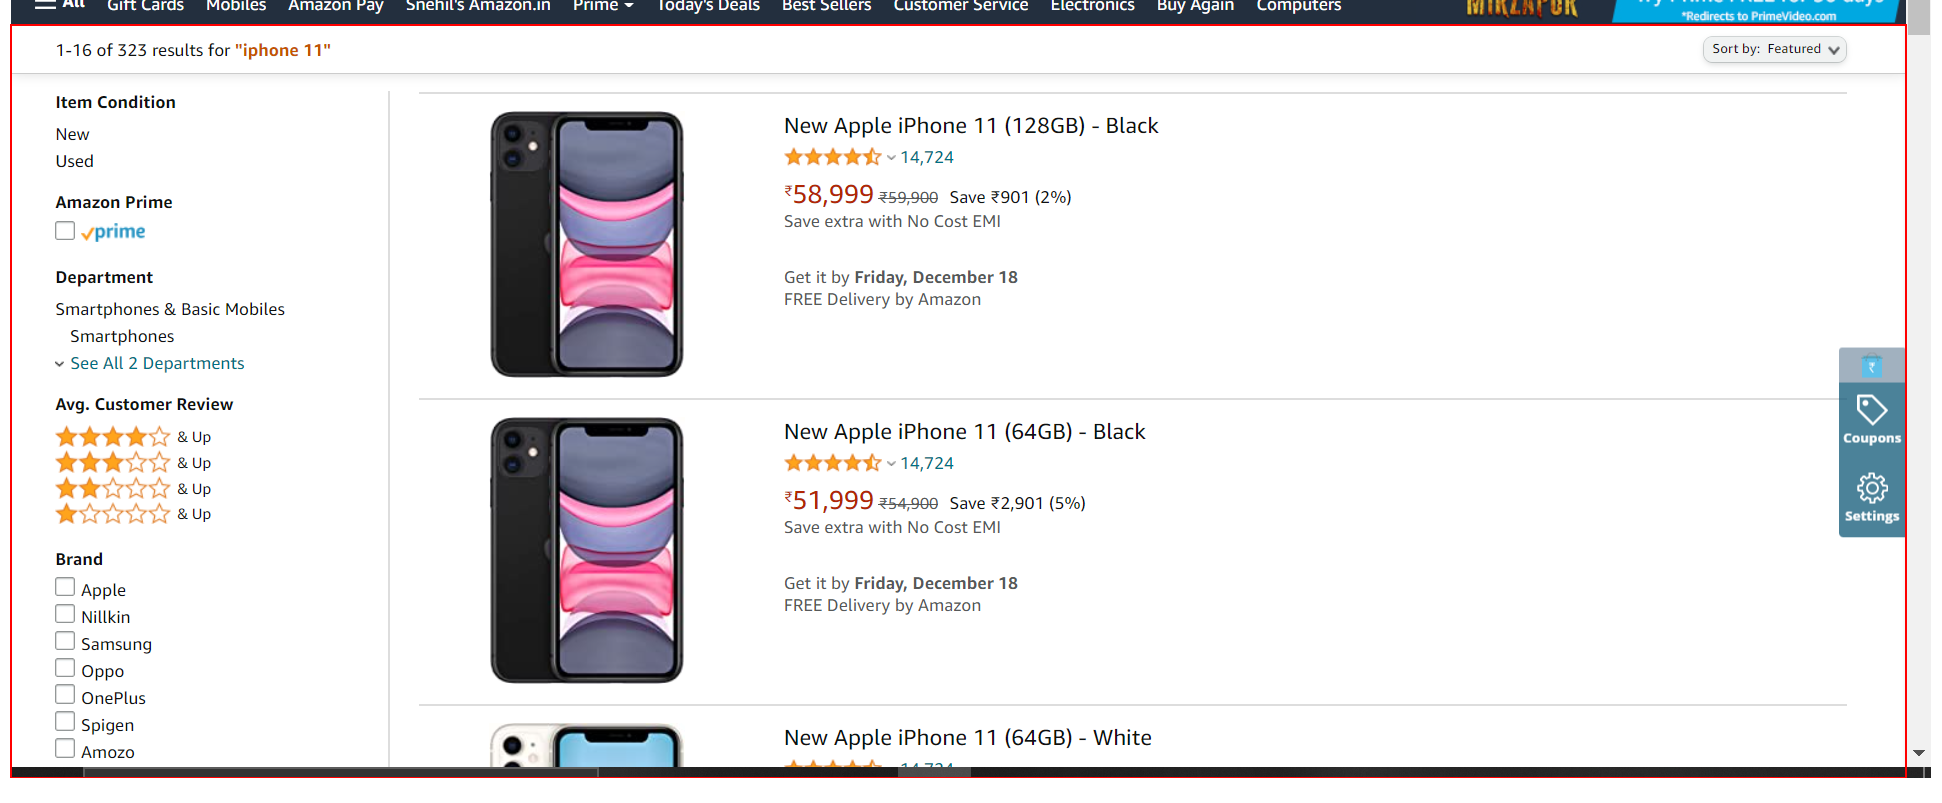 All Gift Cards Mobiles Amazon Pay Snehil's Amazon.in Prime Today's Deals Best Sellers Customer Service Electronics Buy Again Computers
MIRZAPUR
*Redirects to PrimeVideo.com
1-16 of 323 results for "iphone 11"
Sort by: Featured
Item Condition
New
Used
Amazon Prime
prime
Department
Smartphones & Basic Mobiles
Smartphones
See All 2 Departments
Avg. Customer Review
& Up
& Up
& Up
& Up
Brand
Apple
Nillkin
Samsung
Oppo
OnePlus
Spigen
Amozo
New Apple iPhone 11 (128GB) - Black
14,724
₹58,999 ₹59,900 Save ₹901 (2%)
Save extra with No Cost EMI
Get it by Friday, December 18
FREE Delivery by Amazon
New Apple iPhone 11 (64GB) - Black
14,724
₹51,999 ₹54,900 Save ₹2,901 (5%)
Save extra with No Cost EMI
Get it by Friday, December 18
FREE Delivery by Amazon
New Apple iPhone 11 (64GB) - White
14,724
₹
Coupons
Settings